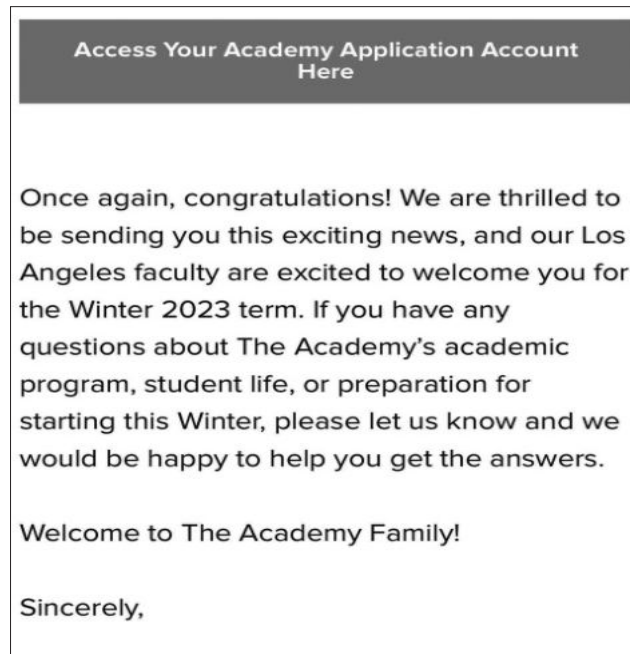 Access Your Academy Application Account
Here
Once again, congratulations! We are thrilled to
be sending you this exciting news, and our Los
Angeles faculty are excited to welcome you for
the Winter 2023 term. If you have any
questions about The Academy’s academic
program, student life, or preparation for
starting this Winter, please let us know and we
would be happy to help you get the answers.
Welcome to The Academy Family!
Sincerely,